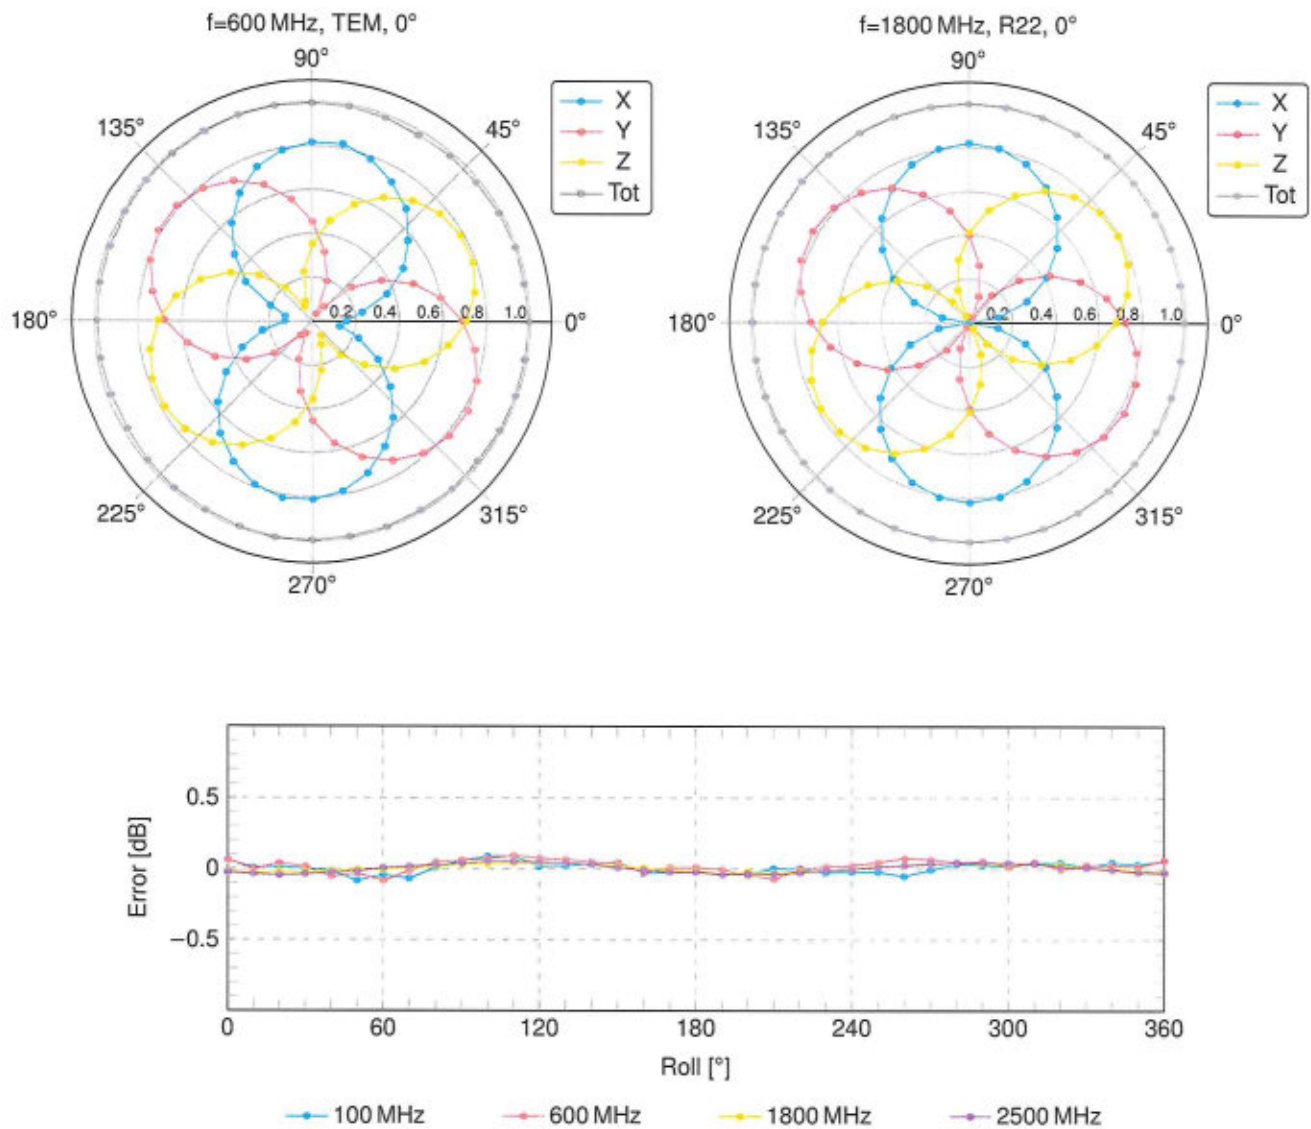 f=600 MHz, TEM, 0°
f=1800 MHz, R22, 0°
90°
90°
X
Y
Z
Tot
X
Y
Z
Tot
135°
45°
135°
45°
180°
0.2 0.4 0.6 0.8 1.0
0°
180°
0.2 0.4 0.6 0.8 1.0
0°
225°
315°
225°
315°
270°
270°
0.5
0
−0.5
Error [dB]
0 60 120 180 240 300 360
Roll [°]
100 MHz 600 MHz 1800 MHz 2500 MHz